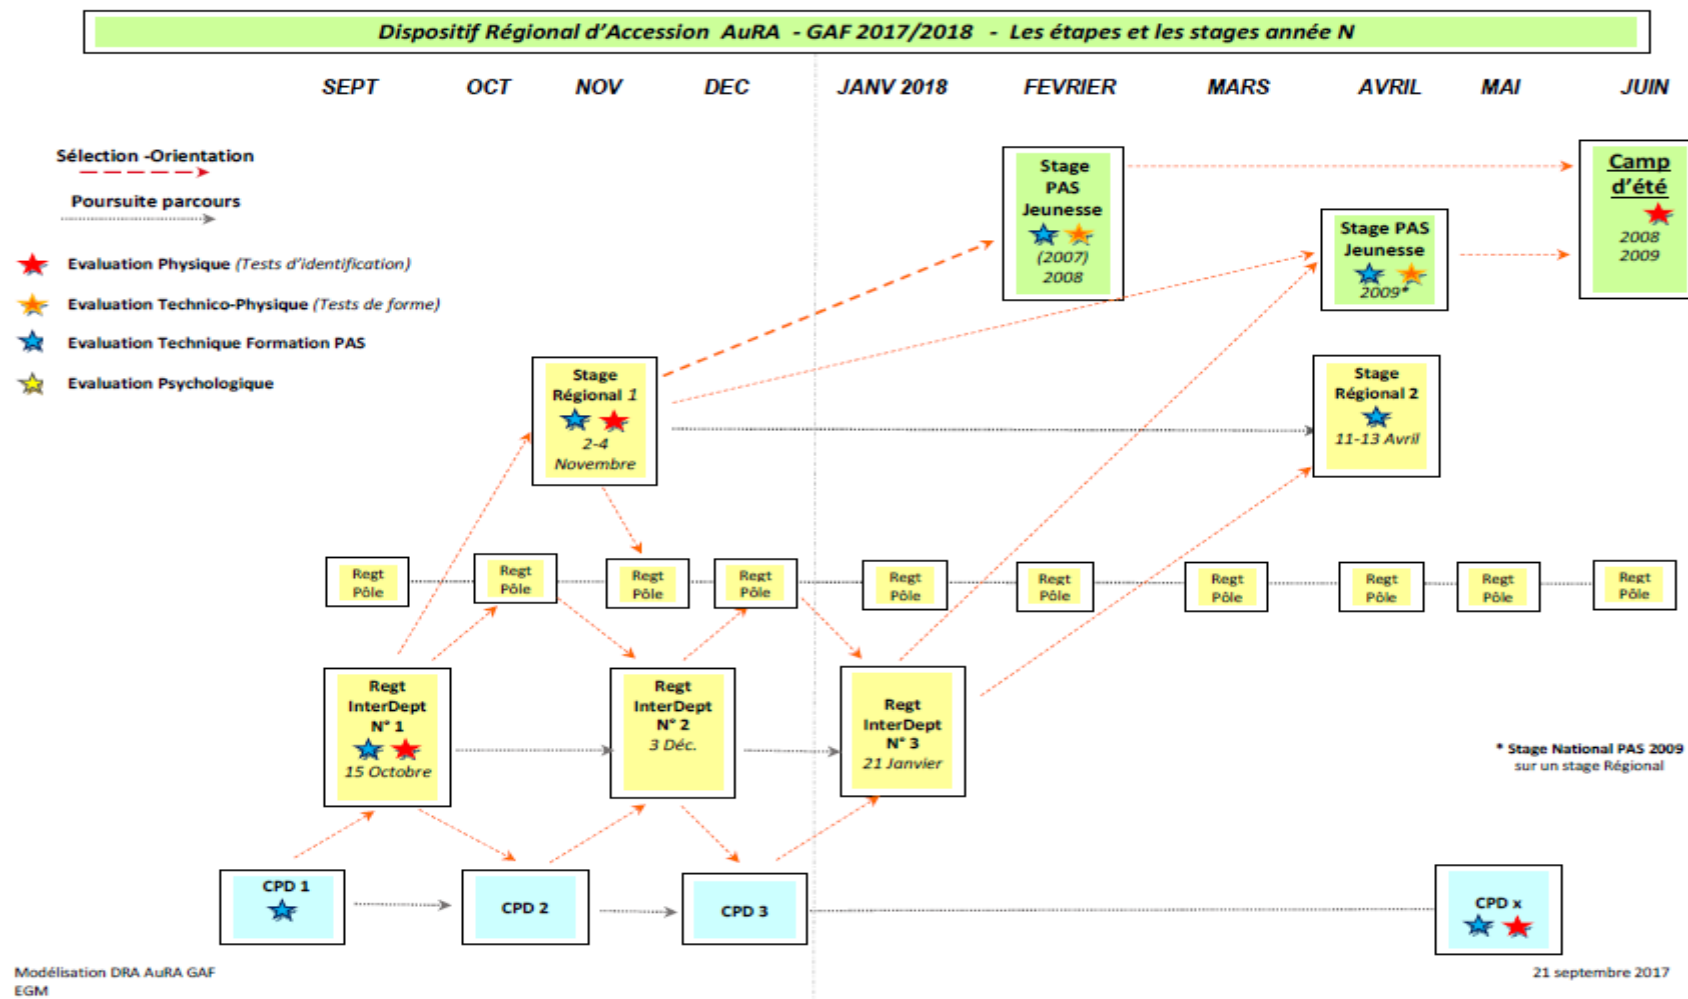 Dispositif Régional d'Accession AuRA - GAF 2017/2018 - Les étapes et les stages année N
SEPT OCT NOV DEC JANV 2018 FEVRIER MARS AVRIL MAI JUIN
Sélection -Orientation
Poursuite parcours
Evaluation Physique (Tests d'identification)
Evaluation Technico-Physique (Tests de forme)
Evaluation Technique Formation PAS
Evaluation Psychologique
Stage
PAS
Jeunesse
(2007)
2008
Stage PAS
Jeunesse
2009*
Camp
d'été
2008
2009
Stage
Régional 1
2-4
Novembre
Stage
Régional 2
11-13 Avril
Regt
Pôle
Regt
Pôle
Regt
Pôle
Regt
Pôle
Regt
Pôle
Regt
Pôle
Regt
Pôle
Regt
Pôle
Regt
Pôle
Regt
Pôle
Regt
InterDept
N° 1
15 Octobre
Regt
InterDept
N° 2
3 Déc.
Regt
InterDept
N° 3
21 Janvier
* Stage National PAS 2009
sur un stage Régional
CPD 1
CPD 2
CPD 3
CPD x
Modélisation DRA AuRA GAF
EGM
21 septembre 2017